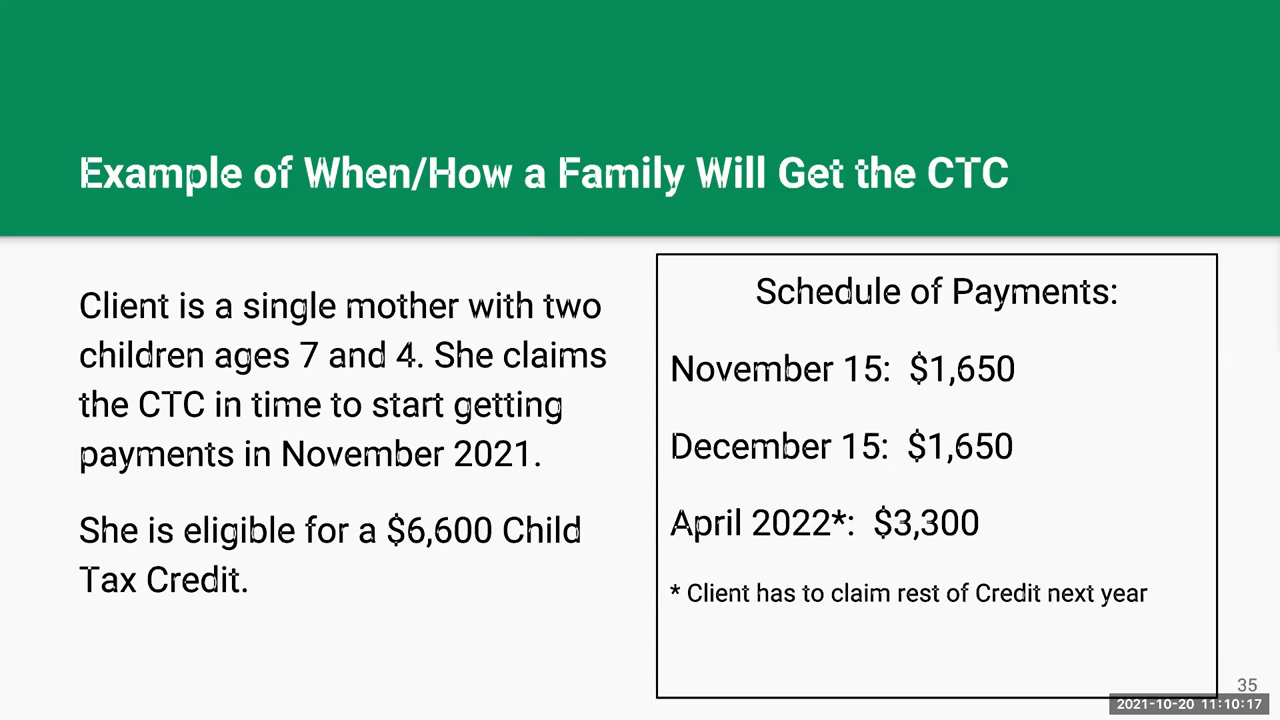 Example of When/How a Family Will Get the CTC
Client is a single mother with two
children ages 7 and 4. She claims
the CTC in time to start getting
payments in November 2021.
She is eligible for a $6,600 Child
Tax Credit.
Schedule of Payments:
November 15: $1,650
December 15: $1,650
April 2022*: $3,300
* Client has to claim rest of Credit next year
35
2021-10-20 11:10:17